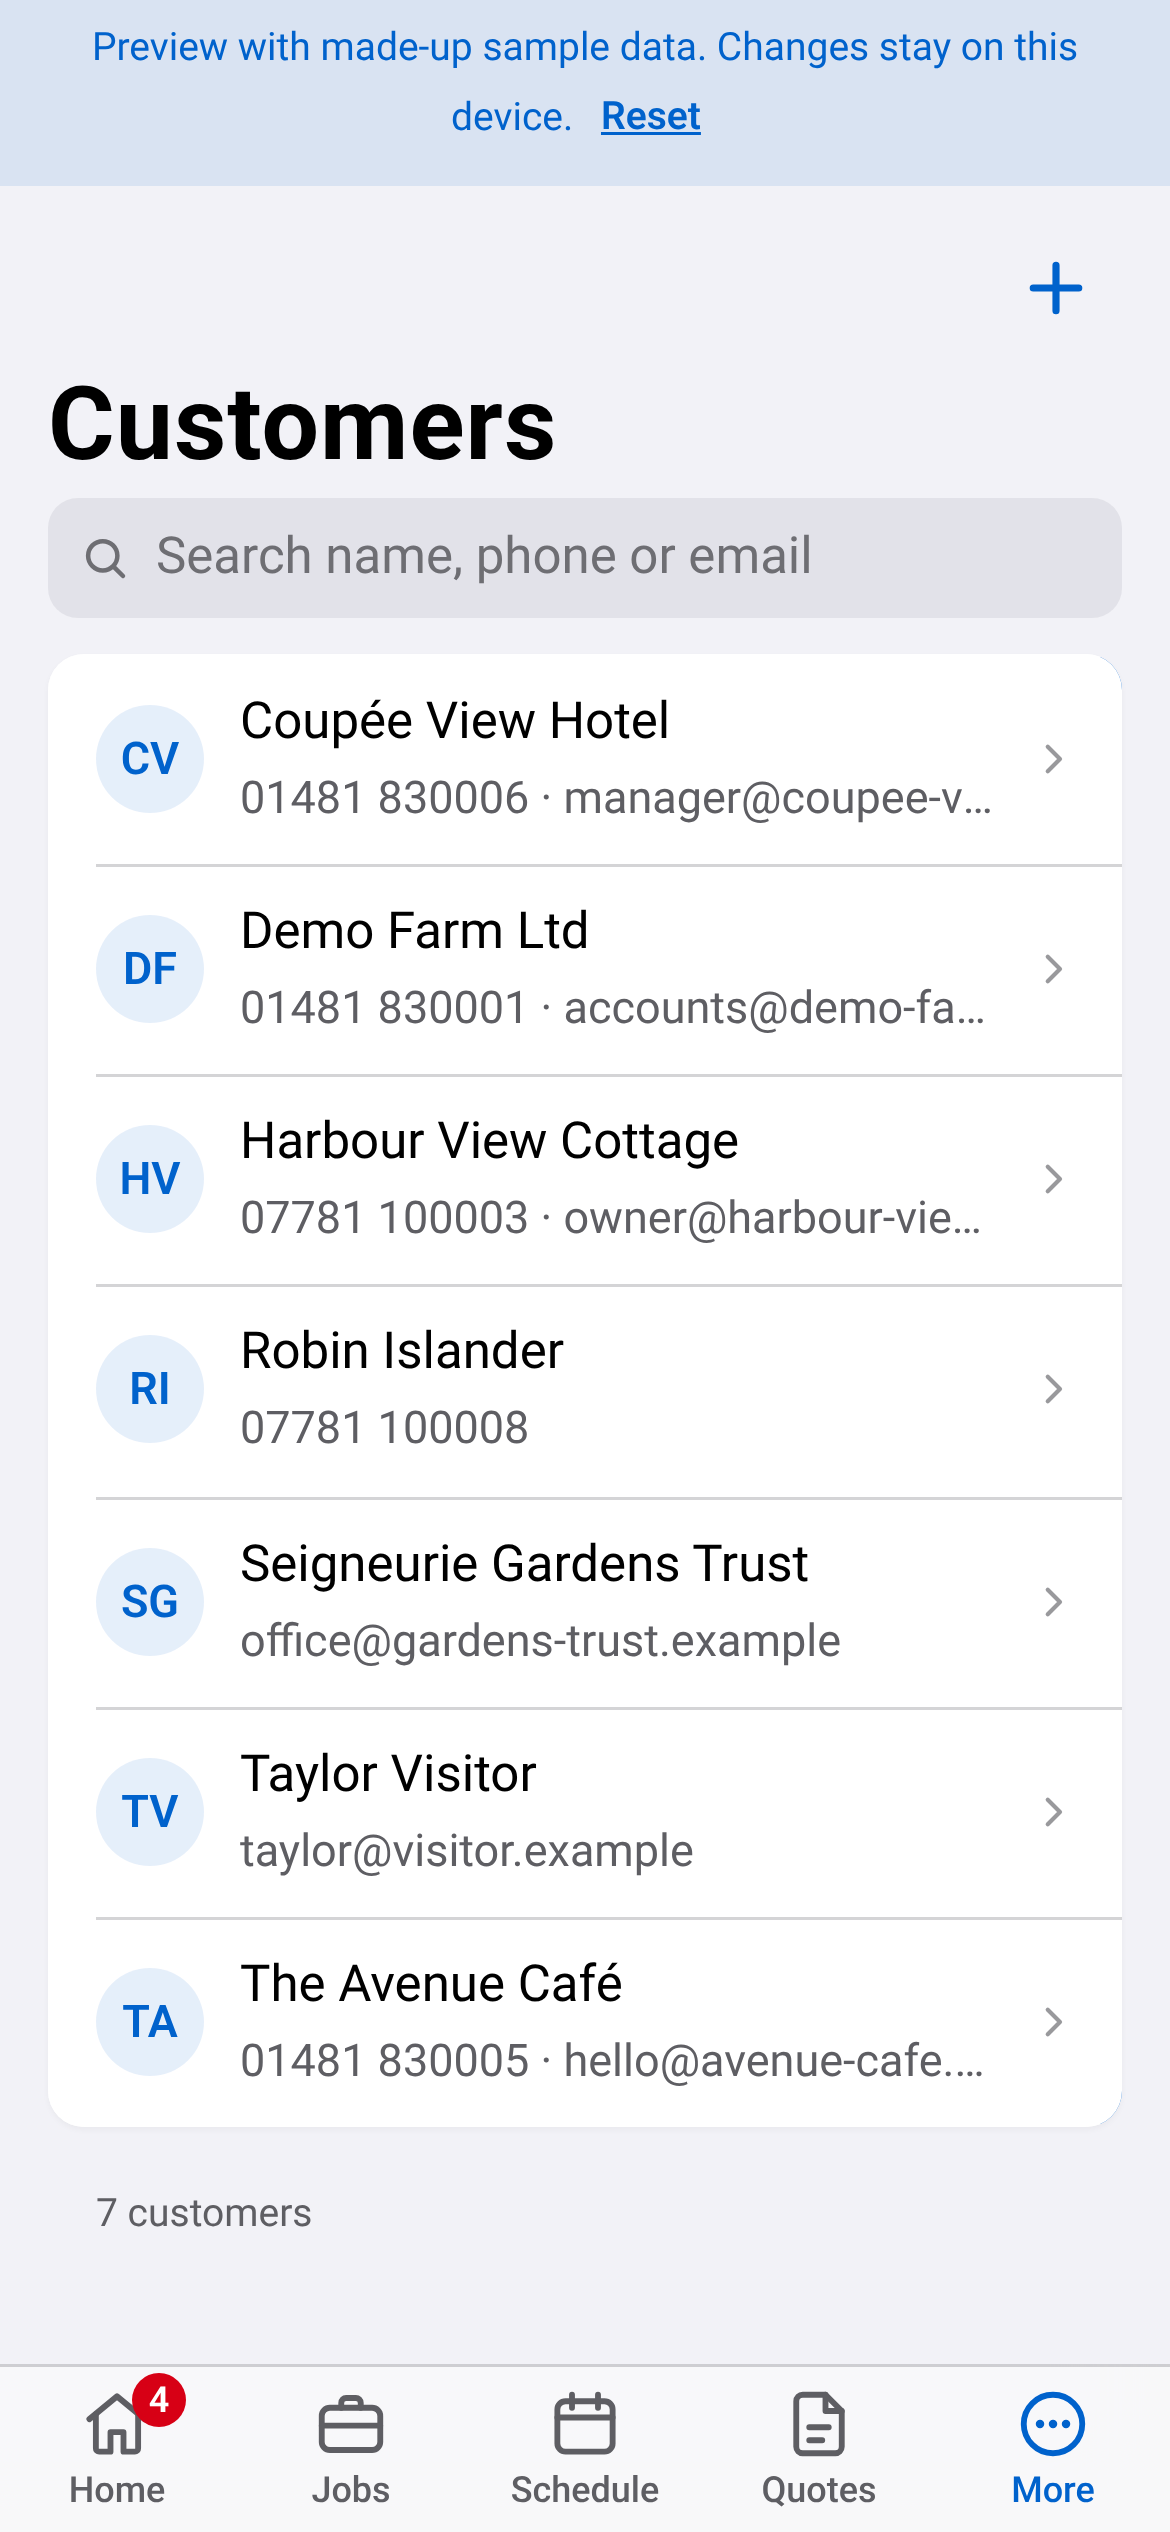 Preview with made-up sample data. Changes stay on this
device. Reset
Customers
Search name, phone or email
CV
Coupée View Hotel
01481 830006 · manager@coupee-v...
DF
Demo Farm Ltd
01481 830001 · accounts@demo-fa...
HV
Harbour View Cottage
07781 100003 · owner@harbour-vie...
RI
Robin Islander
07781 100008
SG
Seigneurie Gardens Trust
office@gardens-trust.example
TV
Taylor Visitor
taylor@visitor.example
TA
The Avenue Café
01481 830005 · hello@avenue-cafe....
7 customers
4
Home
Jobs
Schedule
Quotes
More